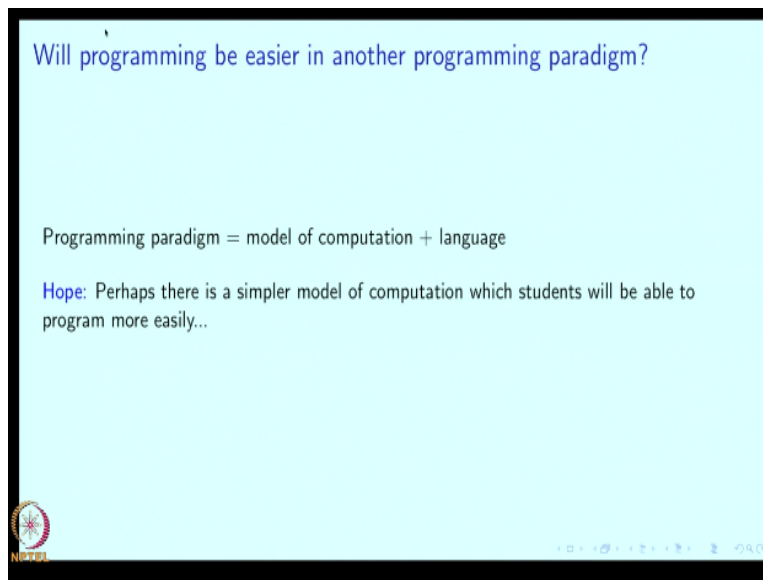 Will programming be easier in another programming paradigm?
Programming paradigm = model of computation + language
Hope: Perhaps there is a simpler model of computation which students will be able to
program more easily...
NPTEL